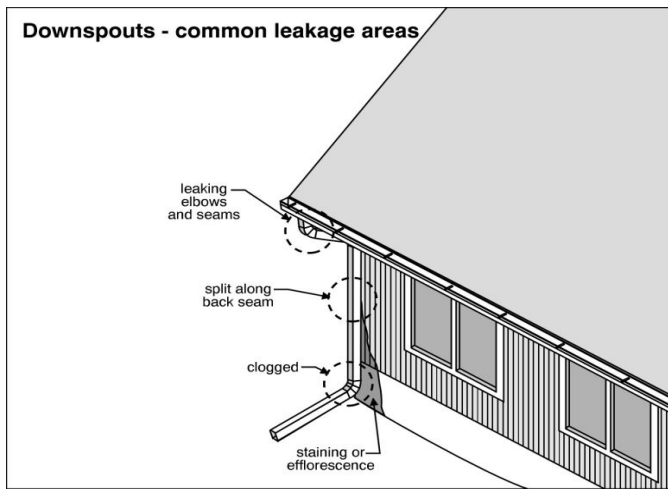 Downspouts - common leakage areas
leaking
elbows
and seams
split along
back seam
clogged
staining or
efflorescence